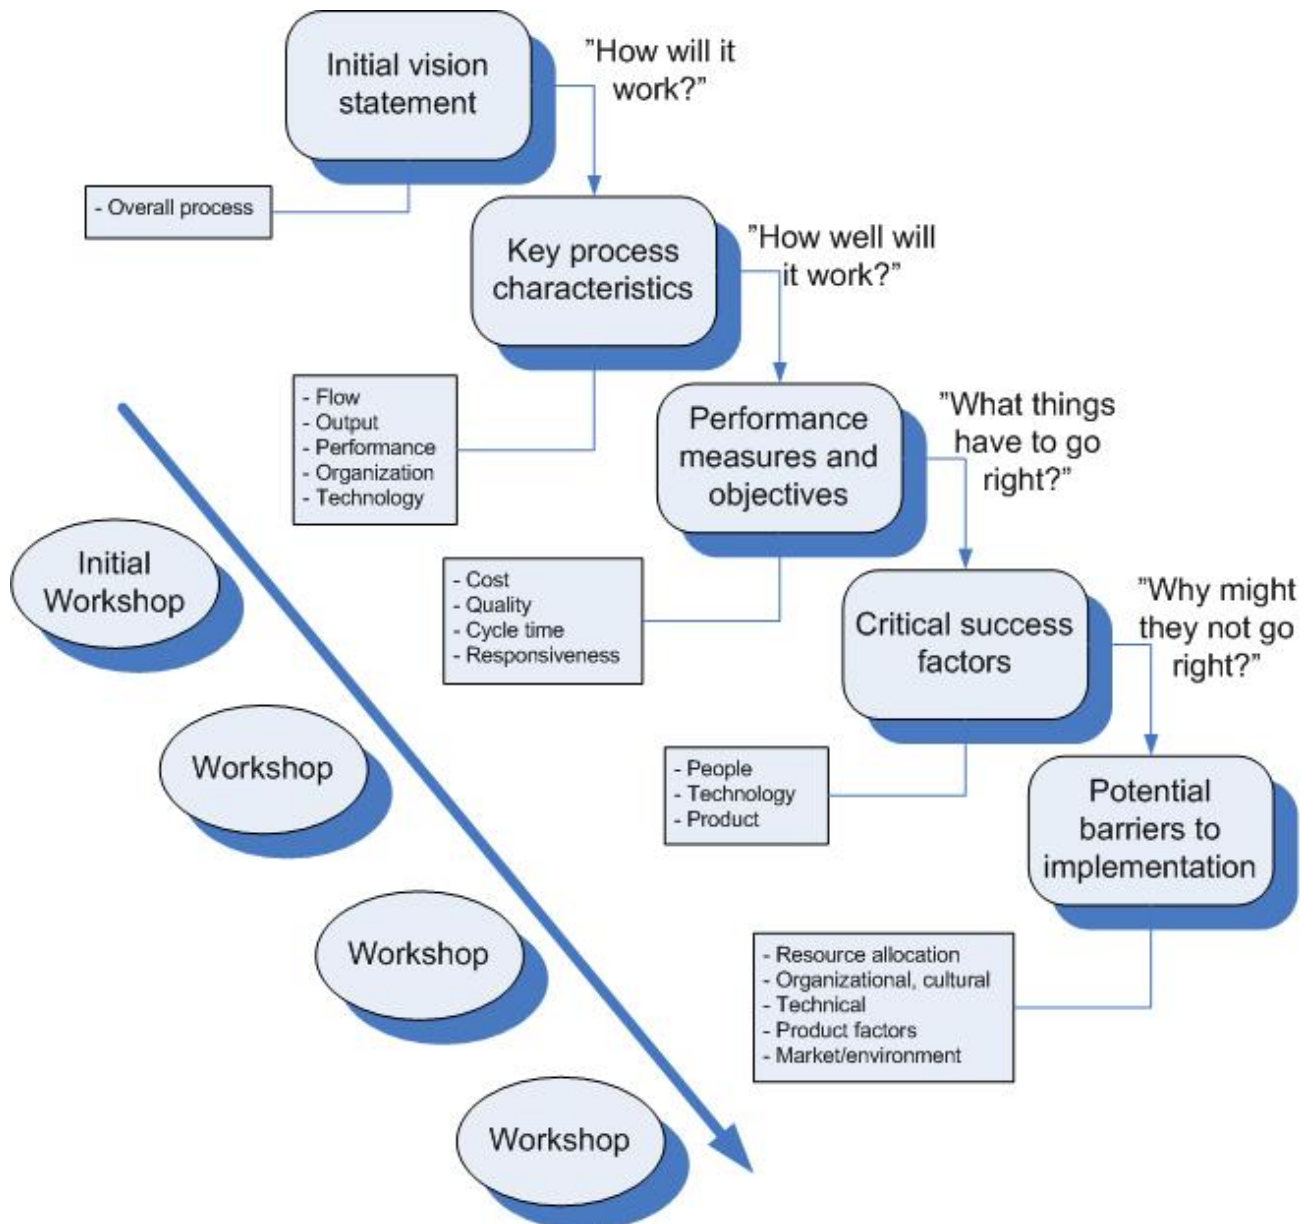 Initial vision
statement
”How will it
work?”
- Overall process
Key process
characteristics
”How well will
it work?”
- Flow
- Output
- Performance
- Organization
- Technology
Performance
measures and
objectives
”What things
have to go
right?”
- Cost
- Quality
- Cycle time
- Responsiveness
Critical success
factors
”Why might
they not go
right?”
- People
- Technology
- Product
Potential
barriers to
implementation
- Resource allocation
- Organizational, cultural
- Technical
- Product factors
- Market/environment
Initial
Workshop
Workshop
Workshop
Workshop